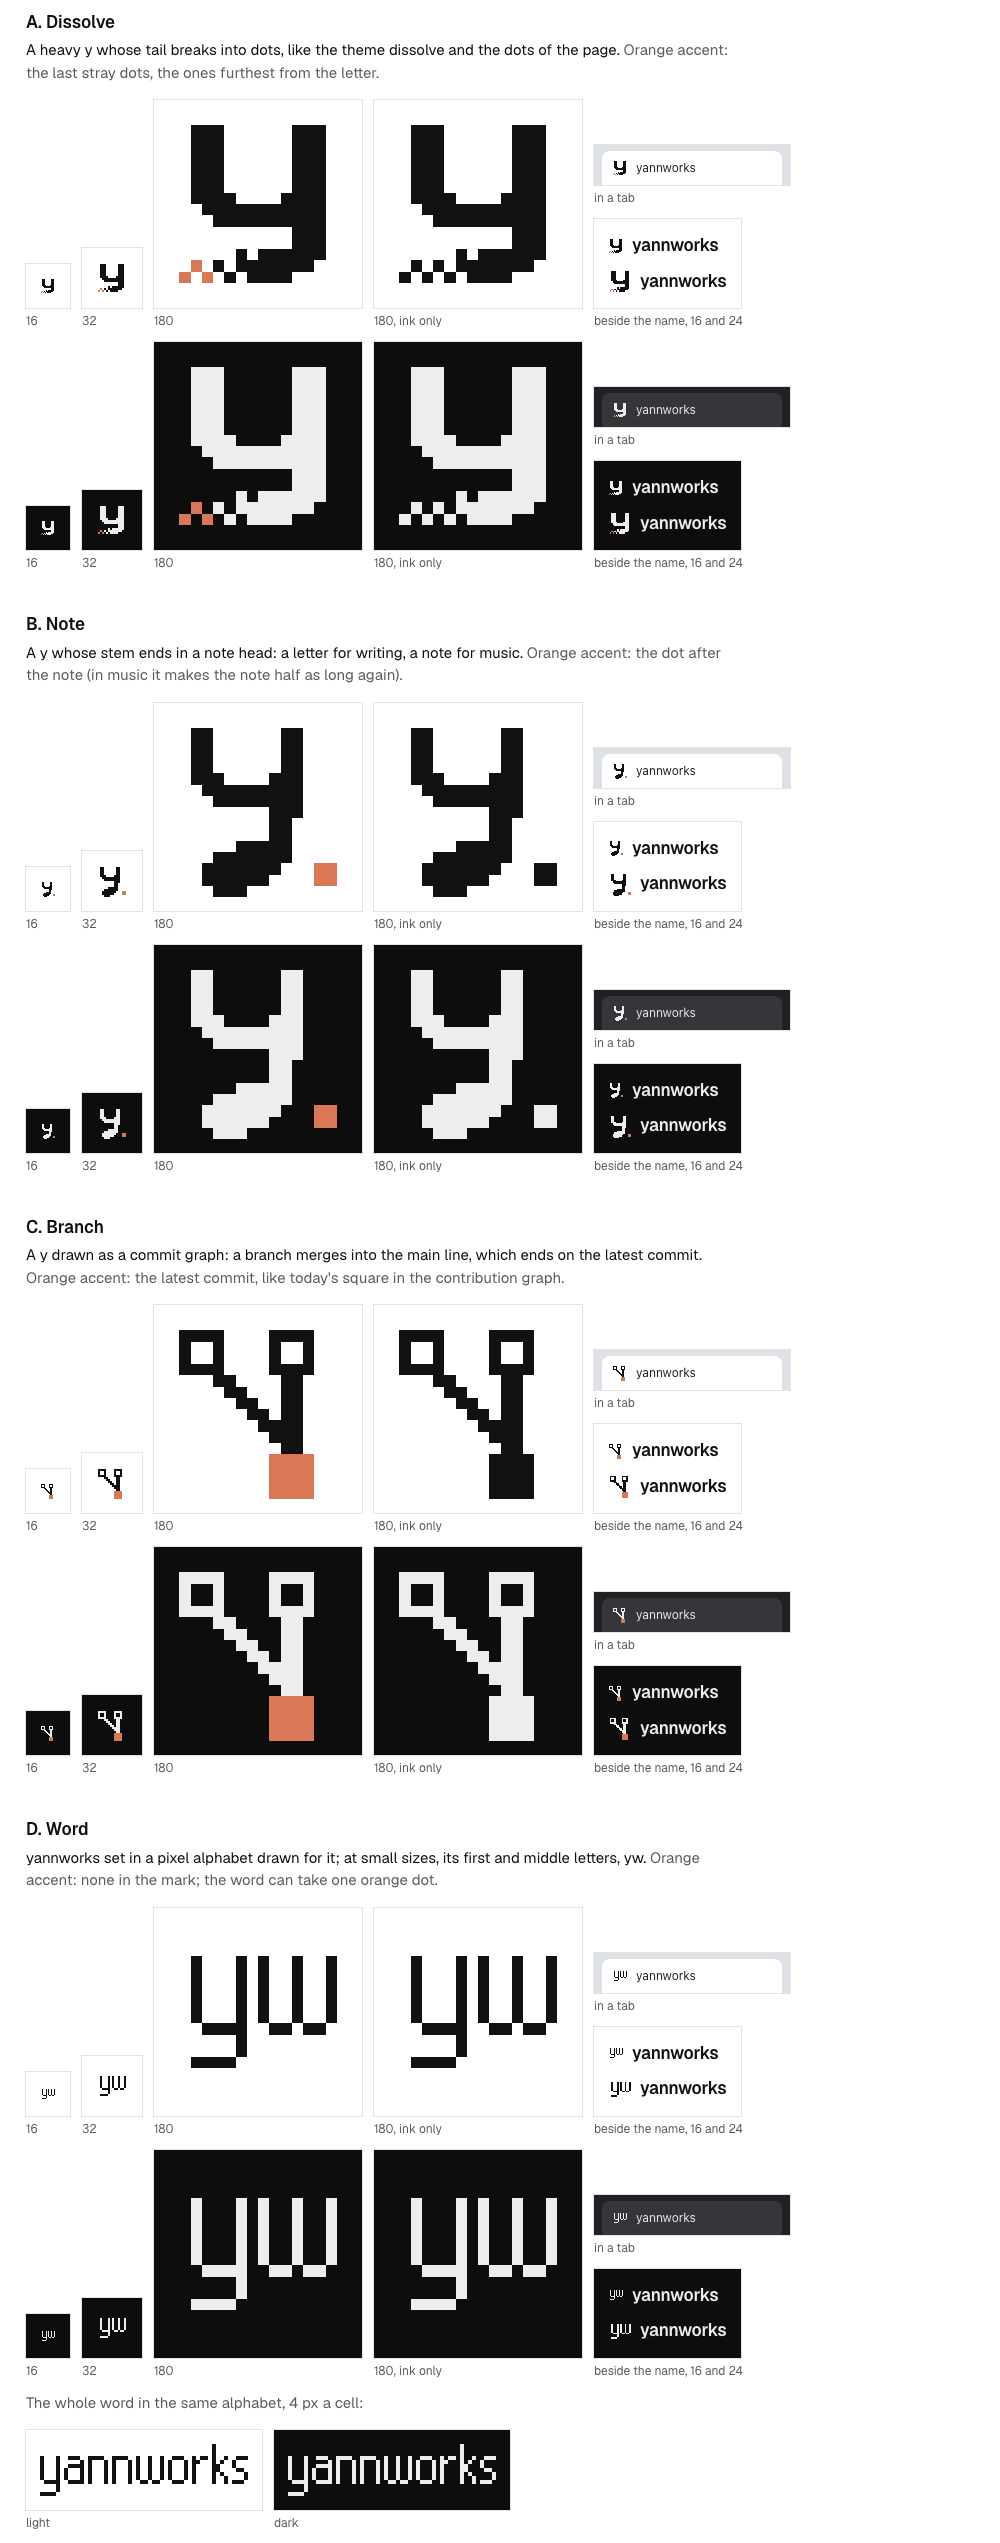 A. Dissolve
A heavy y whose tail breaks into dots, like the theme dissolve and the dots of the page. Orange accent:
the last stray dots, the ones furthest from the letter.
y yannworks
in a tab
y yannworks
y yannworks
16 32 180 180, ink only beside the name, 16 and 24
y yannworks
in a tab
y yannworks
y yannworks
16 32 180 180, ink only beside the name, 16 and 24
B. Note
A y whose stem ends in a note head: a letter for writing, a note for music. Orange accent: the dot after
the note (in music it makes the note half as long again).
y. yannworks
in a tab
y. yannworks
y. yannworks
16 32 180 180, ink only beside the name, 16 and 24
y. yannworks
in a tab
y. yannworks
y. yannworks
16 32 180 180, ink only beside the name, 16 and 24
C. Branch
A y drawn as a commit graph: a branch merges into the main line, which ends on the latest commit.
Orange accent: the latest commit, like today's square in the contribution graph.
yannworks
in a tab
yannworks
yannworks
16 32 180 180, ink only beside the name, 16 and 24
yannworks
in a tab
yannworks
yannworks
16 32 180 180, ink only beside the name, 16 and 24
D. Word
yannworks set in a pixel alphabet drawn for it; at small sizes, its first and middle letters, yw. Orange
accent: none in the mark; the word can take one orange dot.
yw yannworks
in a tab
yw yannworks
yw yannworks
16 32 180 180, ink only beside the name, 16 and 24
yw yannworks
in a tab
yw yannworks
yw yannworks
16 32 180 180, ink only beside the name, 16 and 24
The whole word in the same alphabet, 4 px a cell:
yannworks yannworks
light dark